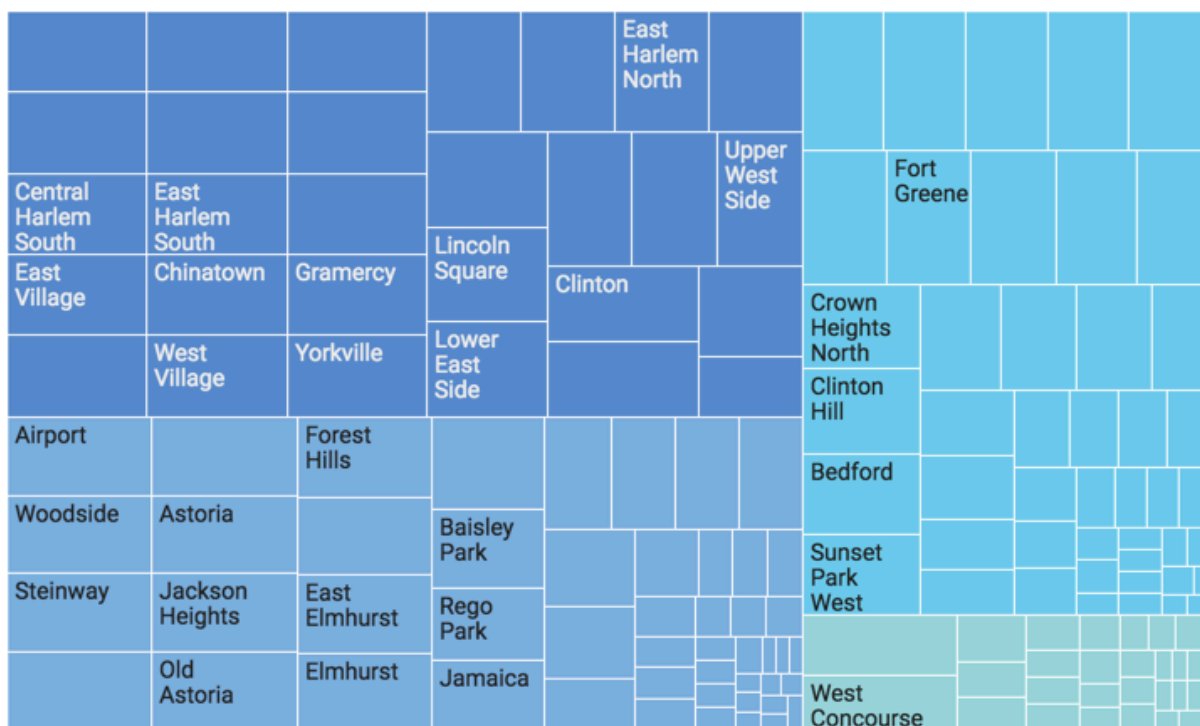 East
Harlem
North
Upper
West
Side
Central
Harlem
South
East
Harlem
South
East
Village
Chinatown
Gramercy
West
Village
Yorkville
Lincoln
Square
Lower
East
Side
Clinton
Fort
Greene
Crown
Heights
North
Clinton
Hill
Bedford
Sunset
Park
West
Airport
Forest
Hills
Woodside
Astoria
Baisley
Park
Steinway
Jackson
Heights
East
Elmhurst
Rego
Park
Old
Astoria
Elmhurst
Jamaica
West
Concourse